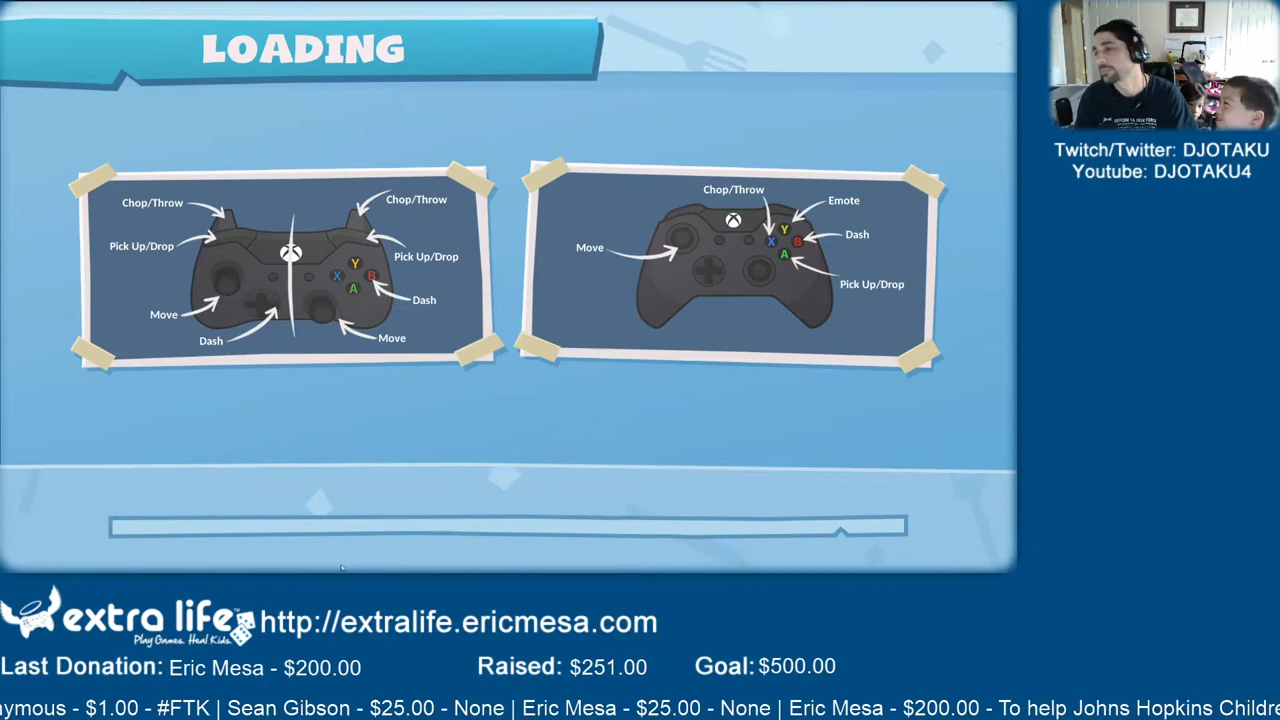 LOADING
Chop/Throw
Chop/Throw
Pick Up/Drop
Pick Up/Drop
Y
X
B
A
Move
Dash
Dash
Move
Chop/Throw
Emote
Move
Y
X
B
Dash
A
Pick Up/Drop
Twitch/Twitter: DJOTAKU
Youtube: DJOTAKU4
extra life
Play Games. Heal Kids.
http://extralife.ericmesa.com
Last Donation: Eric Mesa - $200.00 Raised: $251.00 Goal: $500.00
nymous - $1.00 - #FTK | Sean Gibson - $25.00 - None | Eric Mesa - $25.00 - None | Eric Mesa - $200.00 - To help Johns Hopkins Childre